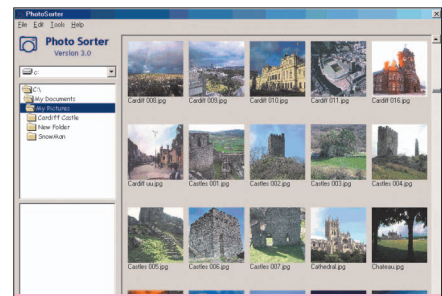 PhotoSorter
File Edit Tools Help
Photo Sorter
Version 3.0
c:
C:\
My Documents
My Pictures
Cardiff Castle
New Folder
SnowMan
Cardiff 008.jpg Cardiff 009.jpg Cardiff 010.jpg Cardiff 011.jpg Cardiff 016.jpg
Cardiff uu.jpg Castles 001.jpg Castles 002.jpg Castles 003.jpg Castles 004.jpg
Castles 005.jpg Castles 006.jpg Castles 007.jpg Cathedral.jpg Chateau.jpg